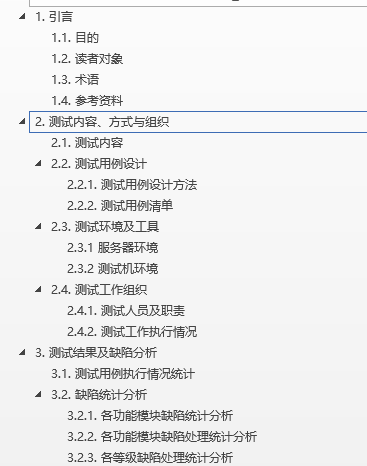 1. 引言
1.1. 目的
1.2. 读者对象
1.3. 术语
1.4. 参考资料
2. 测试内容、方式与组织
2.1. 测试内容
2.2. 测试用例设计
2.2.1. 测试用例设计方法
2.2.2. 测试用例清单
2.3. 测试环境及工具
2.3.1 服务器环境
2.3.2 测试机环境
2.4. 测试工作组织
2.4.1. 测试人员及职责
2.4.2. 测试工作执行情况
3. 测试结果及缺陷分析
3.1. 测试用例执行情况统计
3.2. 缺陷统计分析
3.2.1. 各功能模块缺陷统计分析
3.2.2. 各功能模块缺陷处理统计分析
3.2.3. 各等级缺陷处理统计分析